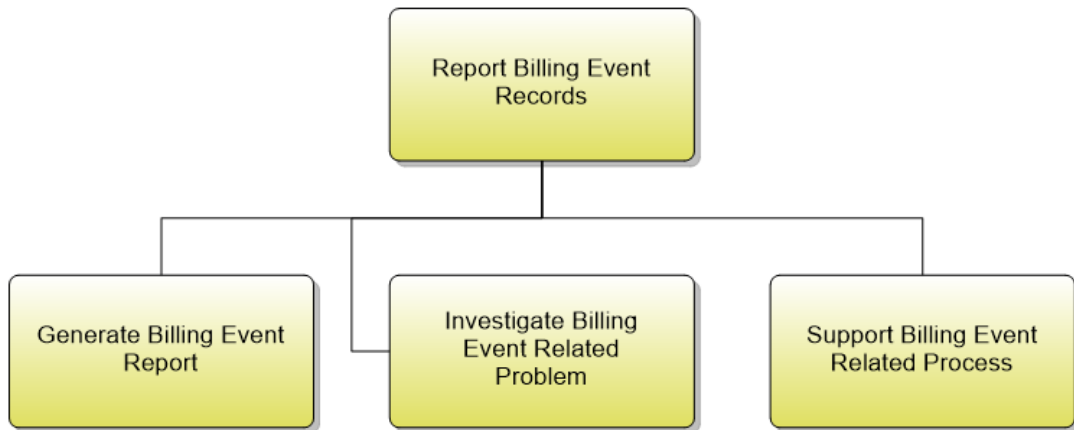 Report Billing Event
Records
Generate Billing Event
Report
Investigate Billing
Event Related
Problem
Support Billing Event
Related Process